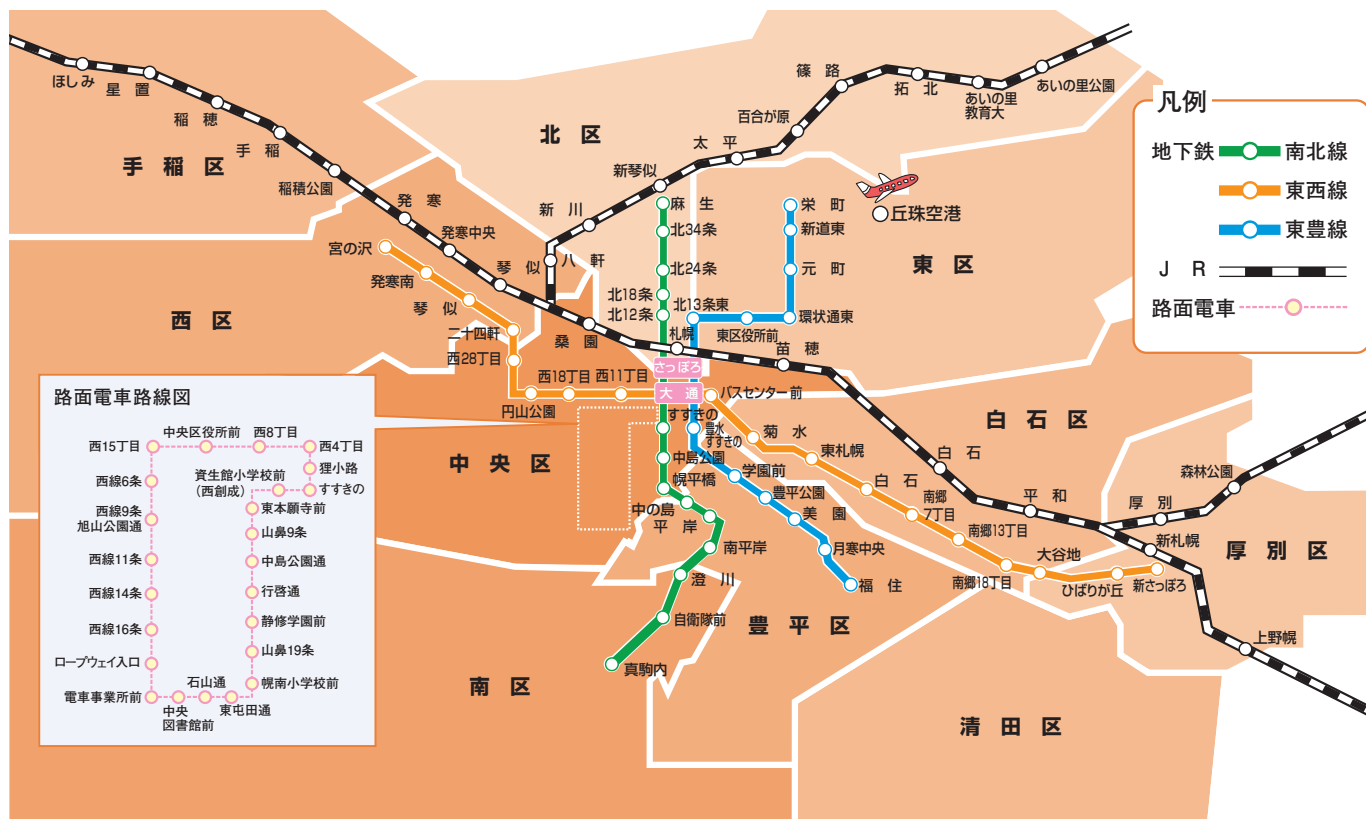 ほしみ
星置
稲穂
手稲
稲積公園
発寒
発寒中央
琴似
桑園
札幌
苗穂
白石
平和
厚別
森林公園
新札幌
上野幌
八軒
新川
新琴似
太平
百合が原
篠路
拓北
あいの里
教育大
あいの里公園
手稲区
北区
西区
東区
中央区
白石区
厚別区
豊平区
南区
清田区
丘珠空港
麻生
北34条
北24条
北18条
北12条
さっぽろ
大通
すすきの
中島公園
幌平橋
中の島
平岸
南平岸
澄川
自衛隊前
真駒内
宮の沢
発寒南
琴似
二十四軒
西28丁目
円山公園
西18丁目
西11丁目
バスセンター前
菊水
東札幌
白石
南郷
7丁目
南郷13丁目
南郷18丁目
大谷地
ひばりが丘
新さっぽろ
栄町
新道東
元町
環状通東
東区役所前
北13条東
豊水
すすきの
学園前
豊平公園
美園
月寒中央
福住
凡例
地下鉄 南北線
東西線
東豊線
JR
路面電車
路面電車路線図
西15丁目
中央区役所前
西8丁目
西4丁目
狸小路
すすきの
資生館小学校前
(西創成)
東本願寺前
山鼻9条
中島公園通
行啓通
静修学園前
山鼻19条
幌南小学校前
東屯田通
石山通
中央
図書館前
電車事業所前
ロープウェイ入口
西線16条
西線14条
西線11条
西線9条
旭山公園通
西線6条